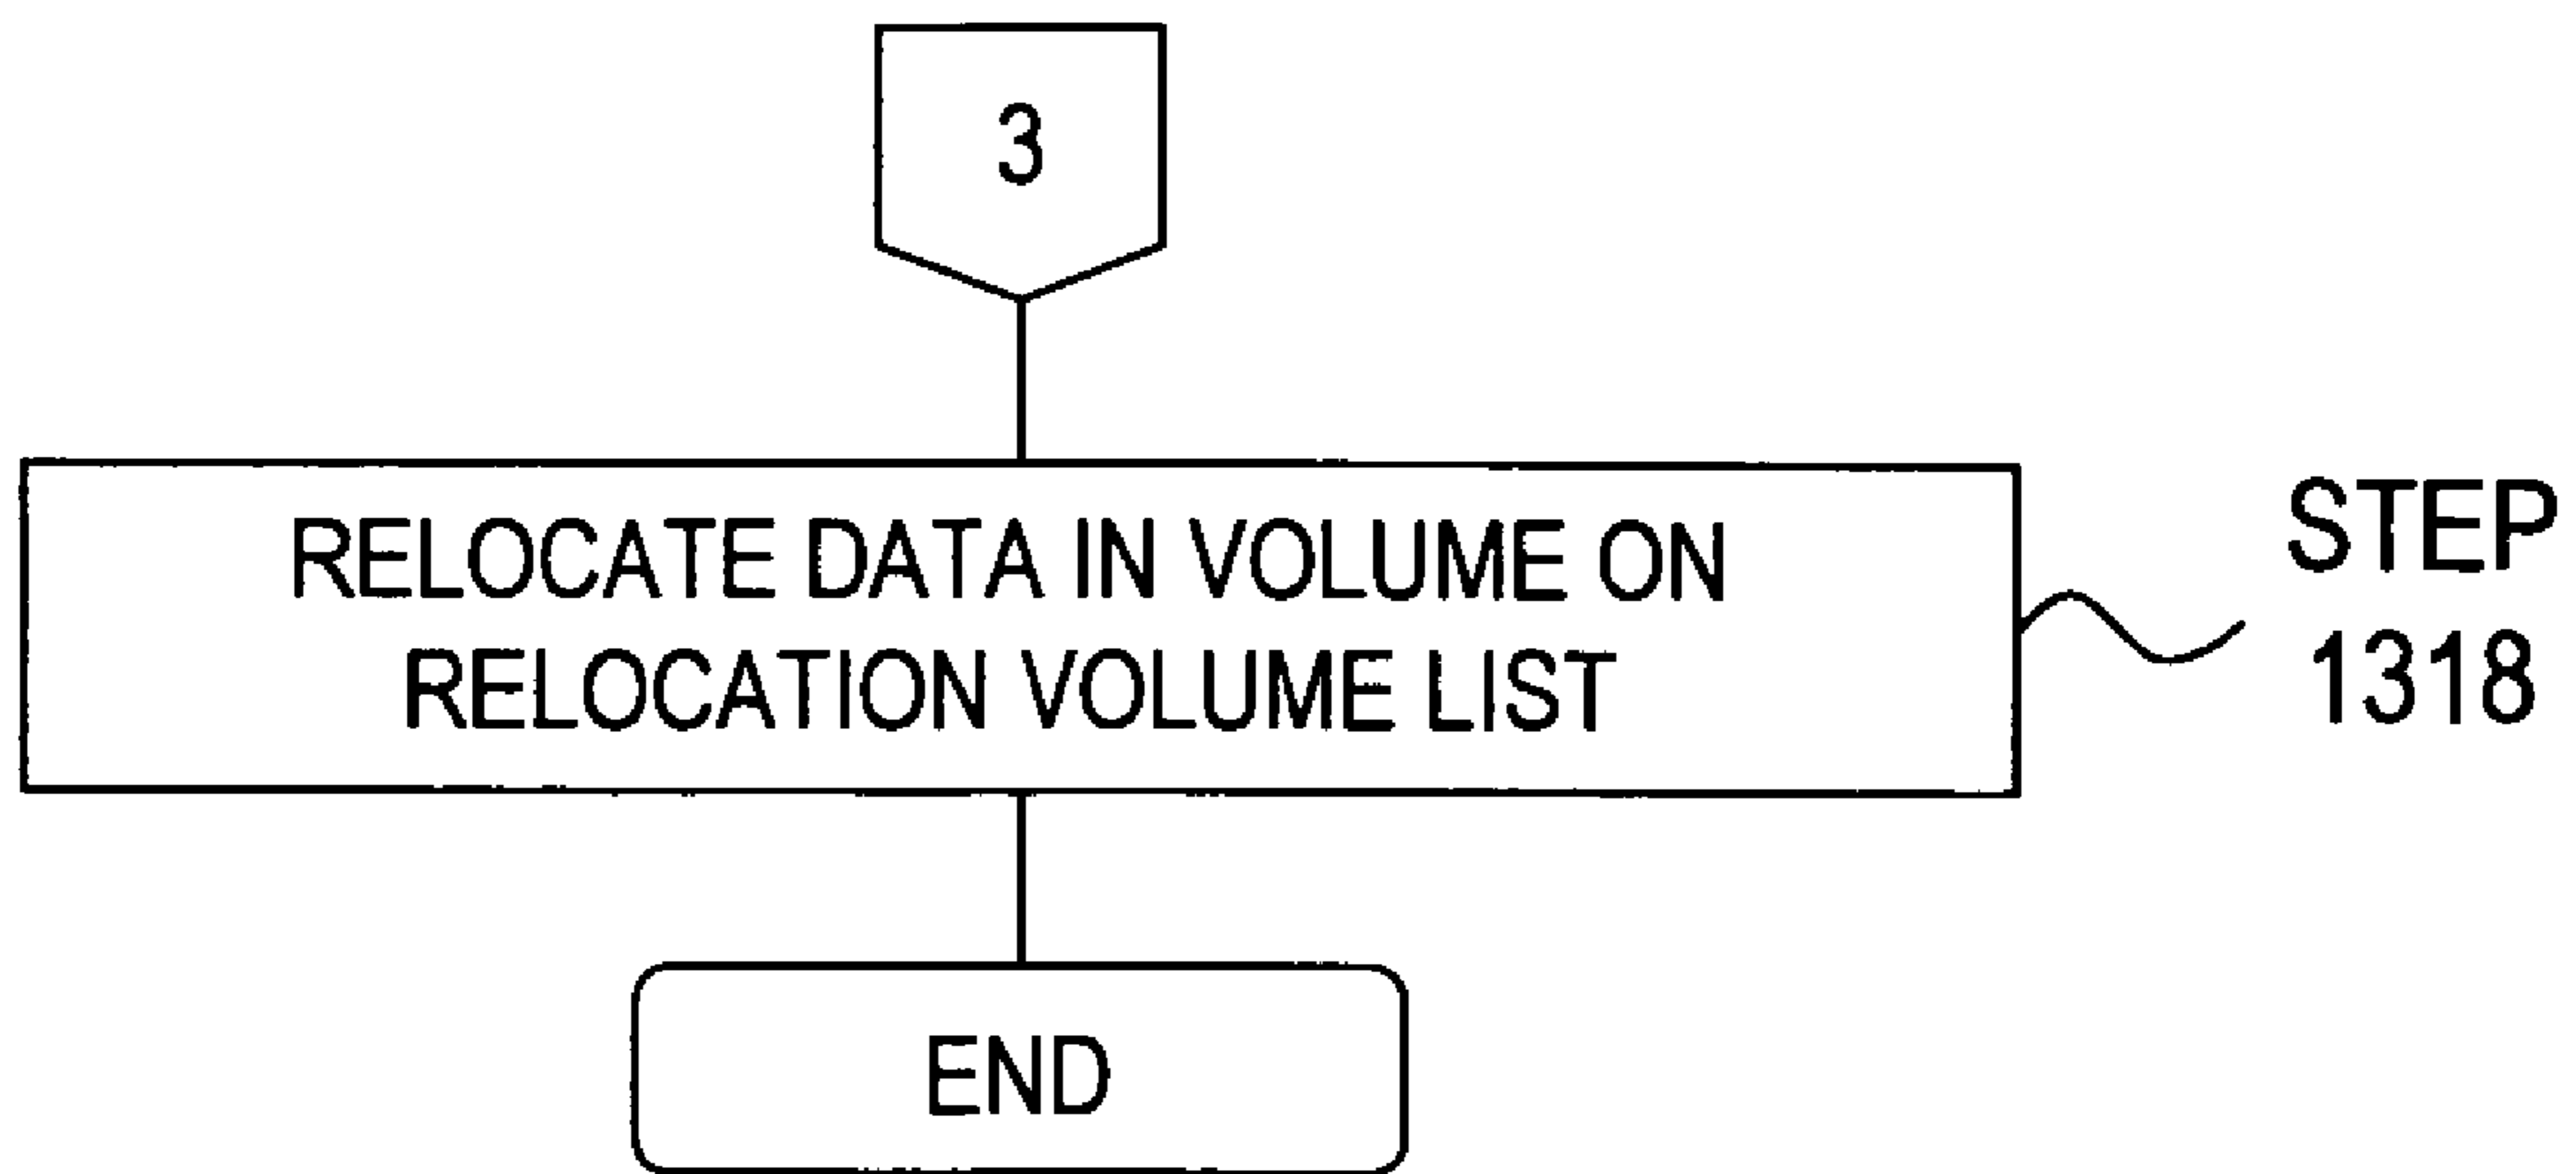 3
RELOCATE DATA IN VOLUME ON
RELOCATION VOLUME LIST
STEP
1318
END